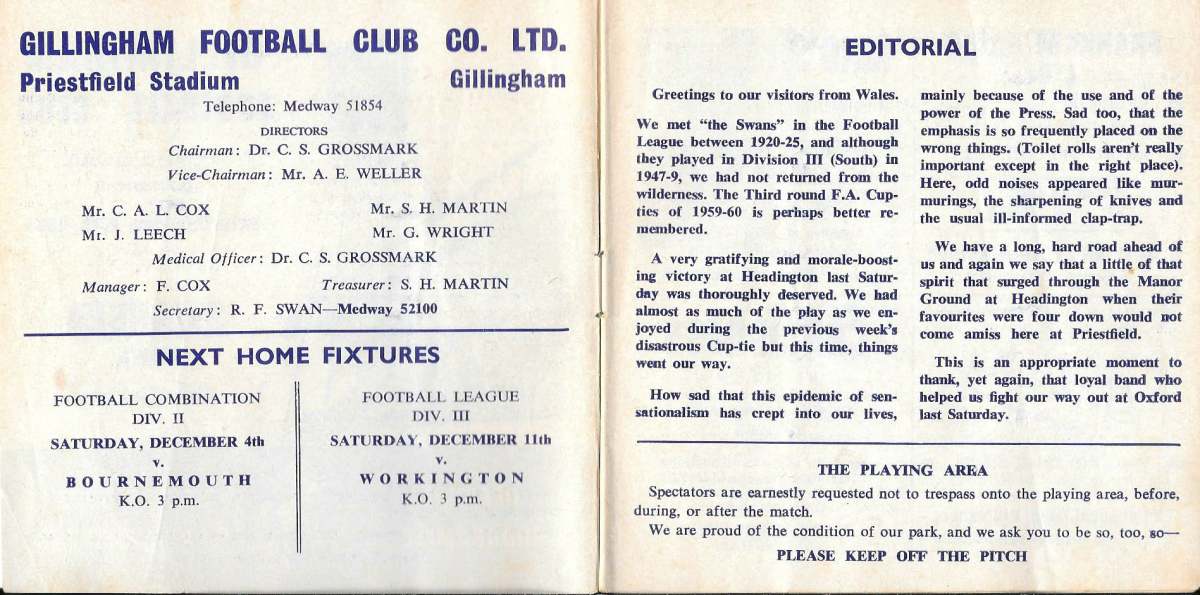 GILLINGHAM FOOTBALL CLUB CO. LTD.
Priestfield Stadium Gillingham
Telephone: Medway 51854
DIRECTORS
Chairman: Dr. C. S. GROSSMARK
Vice-Chairman: Mr. A. E. WELLER
Mr. C. A. L. COX Mr. S. H. MARTIN
Mr. J. LEECH Mr. G. WRIGHT
Medical Officer: Dr. C. S. GROSSMARK
Manager: F. COX Treasurer: S. H. MARTIN
Secretary: R. F. SWAN—Medway 52100
NEXT HOME FIXTURES
FOOTBALL COMBINATION
DIV. II
SATURDAY, DECEMBER 4th
v.
BOURNEMOUTH
K.O. 3 p.m.
FOOTBALL LEAGUE
DIV. III
SATURDAY, DECEMBER 11th
v.
WORKINGTON
K.O. 3 p.m.
EDITORIAL
Greetings to our visitors from Wales.
We met "the Swans" in the Football
League between 1920-25, and although
they played in Division III (South) in
1947-9, we had not returned from the
wilderness. The Third round F.A. Cup-
ties of 1959-60 is perhaps better re-
membered.
A very gratifying and morale-boost-
ing victory at Headington last Satur-
day was thoroughly deserved. We had
almost as much of the play as we en-
joyed during the previous week's
disastrous Cup-tie but this time, things
went our way.
How sad that this epidemic of sen-
sationalism has crept into our lives,
mainly because of the use and of the
power of the Press. Sad too, that the
emphasis is so frequently placed on the
wrong things. (Toilet rolls aren't really
important except in the right place).
Here, odd noises appeared like mur-
murings, the sharpening of knives and
the usual ill-informed clap-trap.
We have a long, hard road ahead of
us and again we say that a little of that
spirit that surged through the Manor
Ground at Headington when their
favourites were four down would not
come amiss here at Priestfield.
This is an appropriate moment to
thank, yet again, that loyal band who
helped us fight our way out at Oxford
last Saturday.
THE PLAYING AREA
Spectators are earnestly requested not to trespass onto the playing area, before,
during, or after the match.
We are proud of the condition of our park, and we ask you to be so, too, so—
PLEASE KEEP OFF THE PITCH